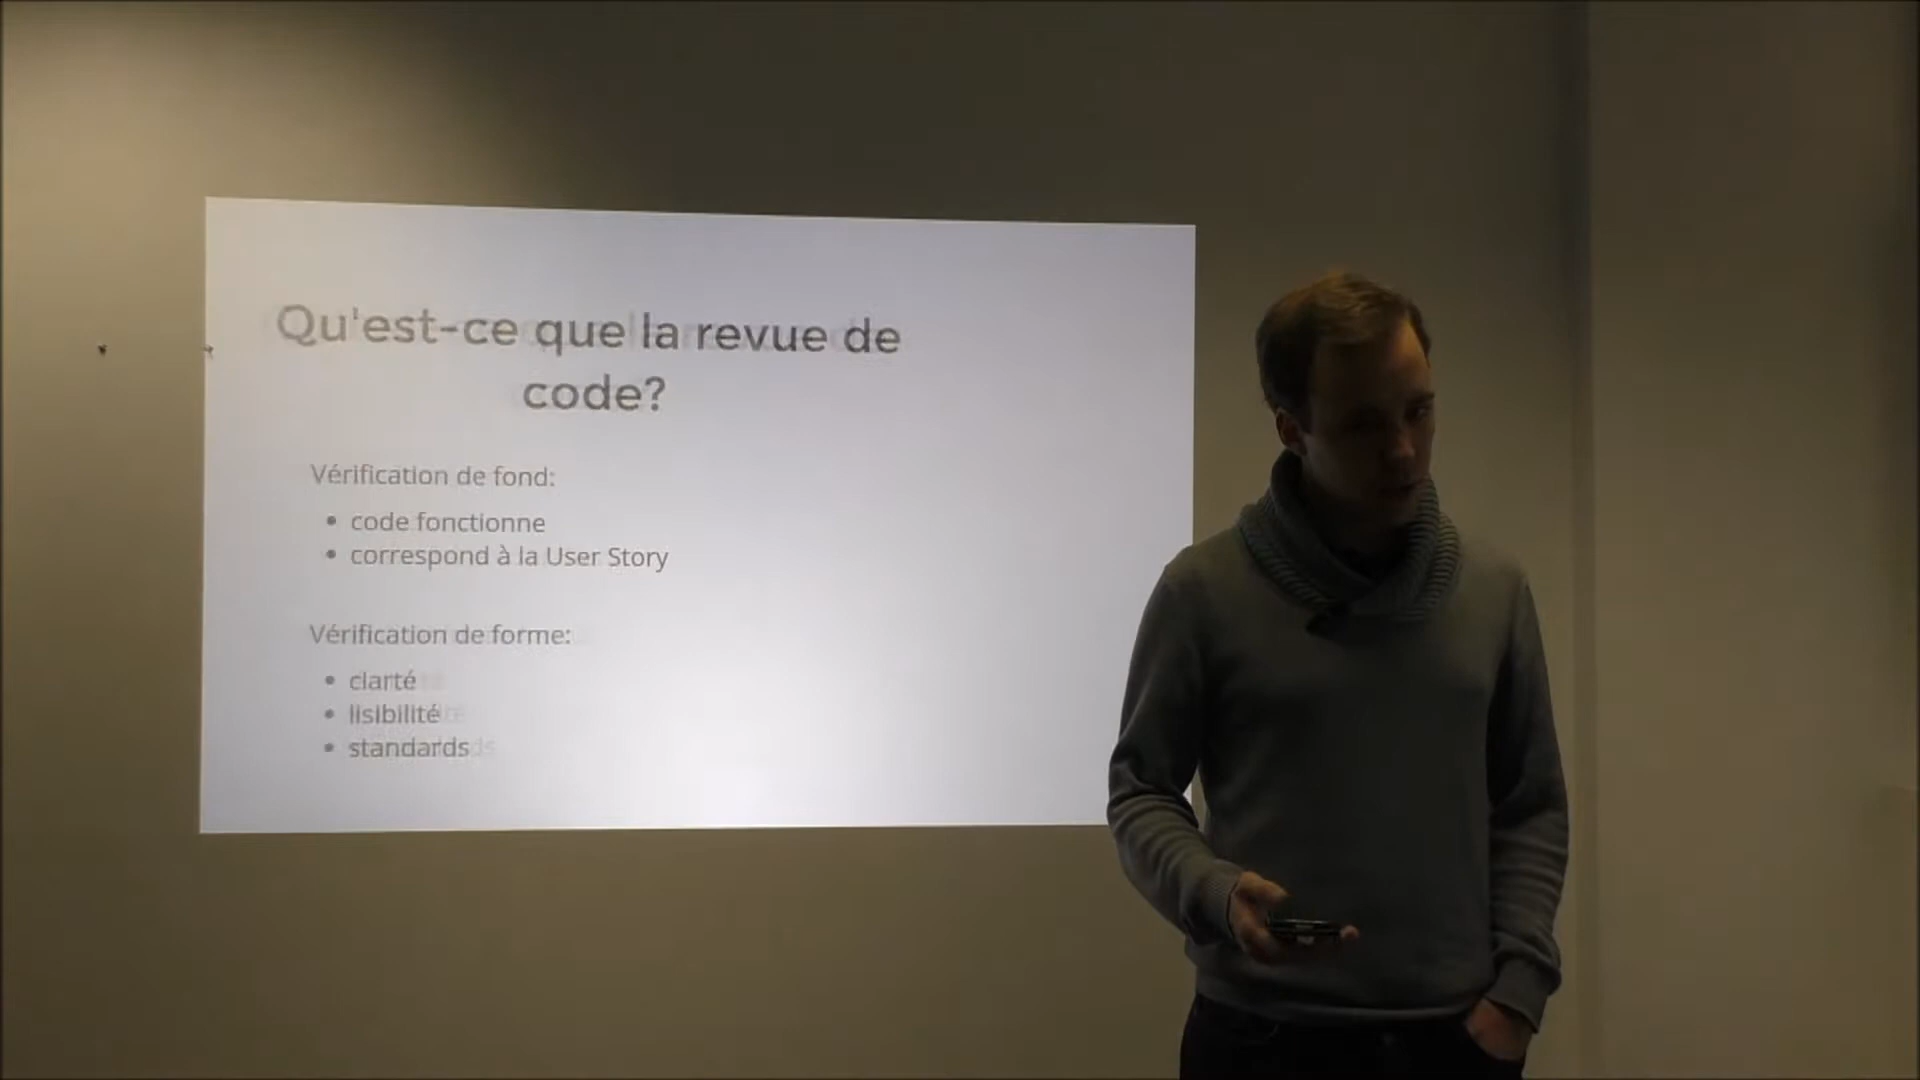 Qu'est-ce que la revue de
code?
Vérification de fond:
• code fonctionne
• correspond à la User Story
Vérification de forme:
• clarté
• lisibilité
• standards